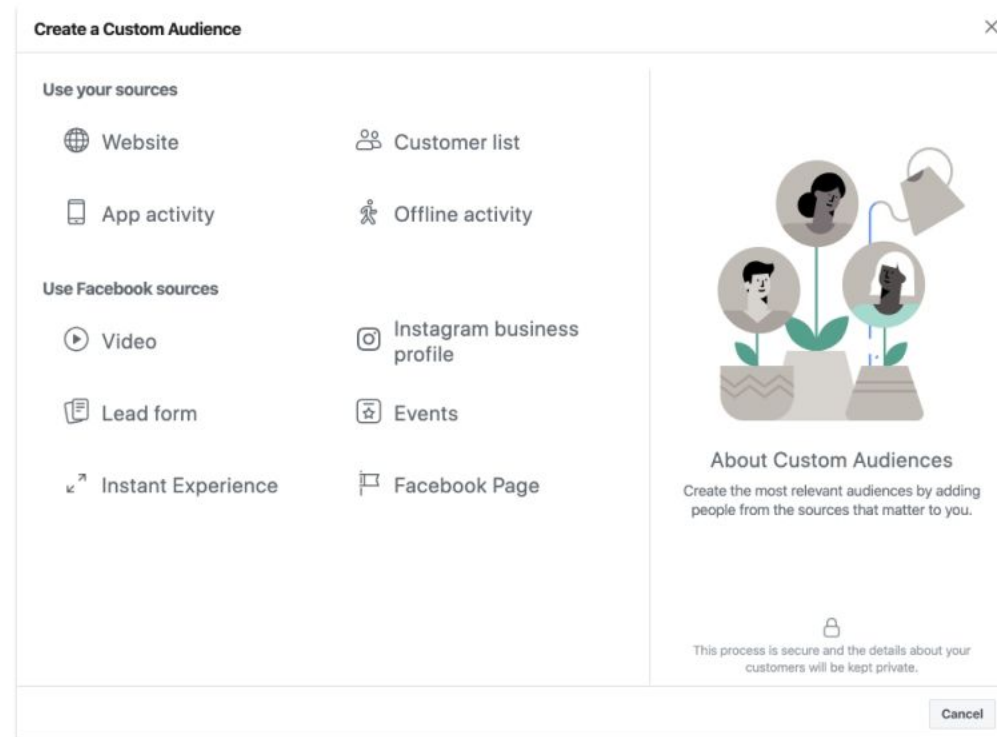 Create a Custom Audience
Use your sources
Website
Customer list
App activity
Offline activity
Use Facebook sources
Video
Instagram business
profile
Lead form
Events
Instant Experience
Facebook Page
About Custom Audiences
Create the most relevant audiences by adding
people from the sources that matter to you.
This process is secure and the details about your
customers will be kept private.
Cancel